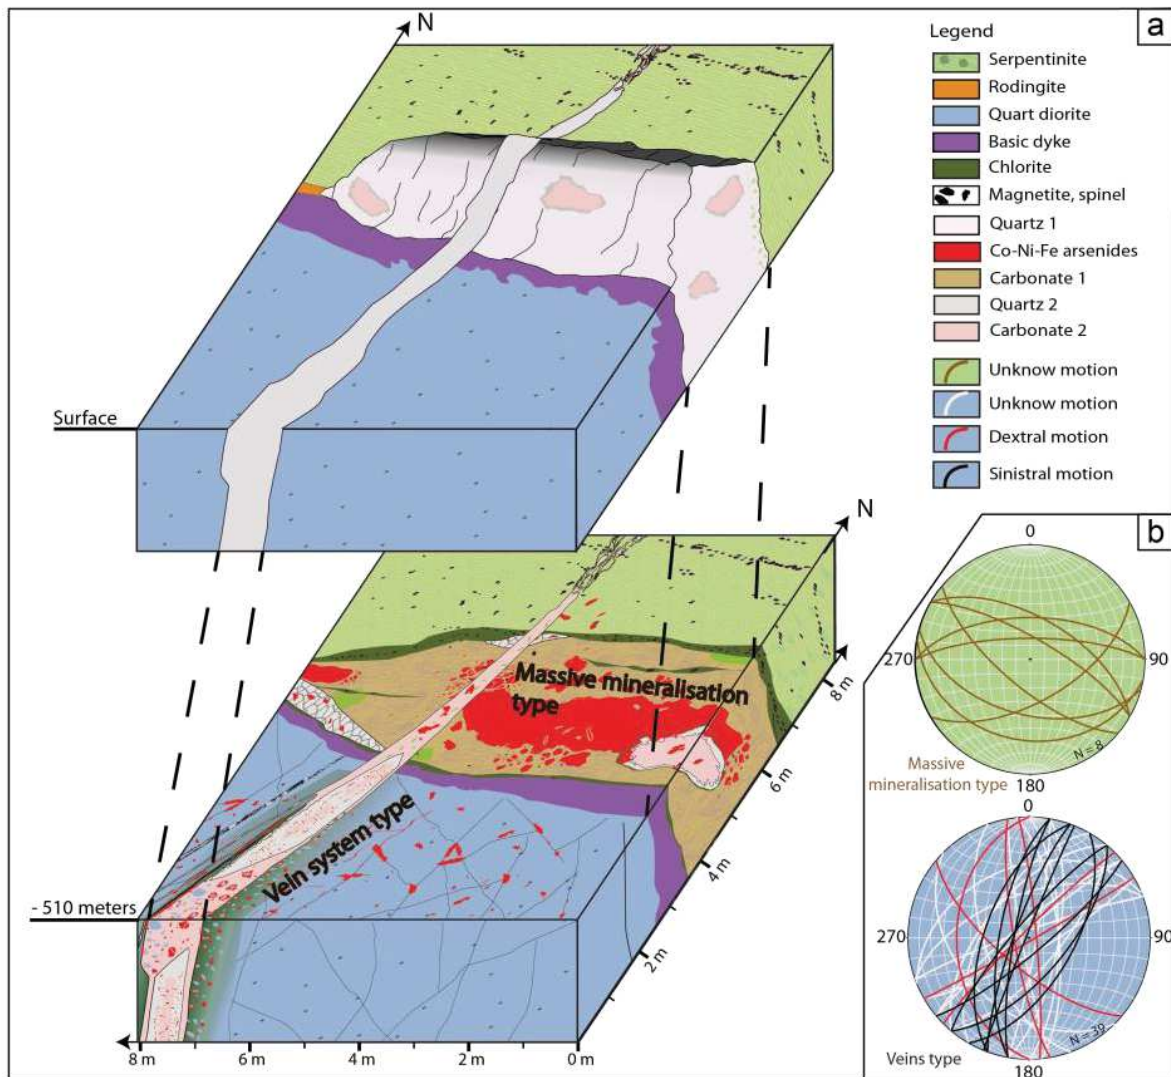 a
N
Legend
Serpentinite
Rodingite
Quart diorite
Basic dyke
Chlorite
Magnetite, spinel
Quartz 1
Co-Ni-Fe arsenides
Carbonate 1
Quartz 2
Carbonate 2
Unknow motion
Unknow motion
Dextral motion
Sinistral motion
Surface
N
Massive mineralisation
type
Vein system type
- 510 meters
8 m
6 m
4 m
2 m
8 m
6 m
4 m
2 m
0 m
b
0
270
90
N = 8
180
Massive
mineralisation type
0
270
90
N = 39
180
Veins type